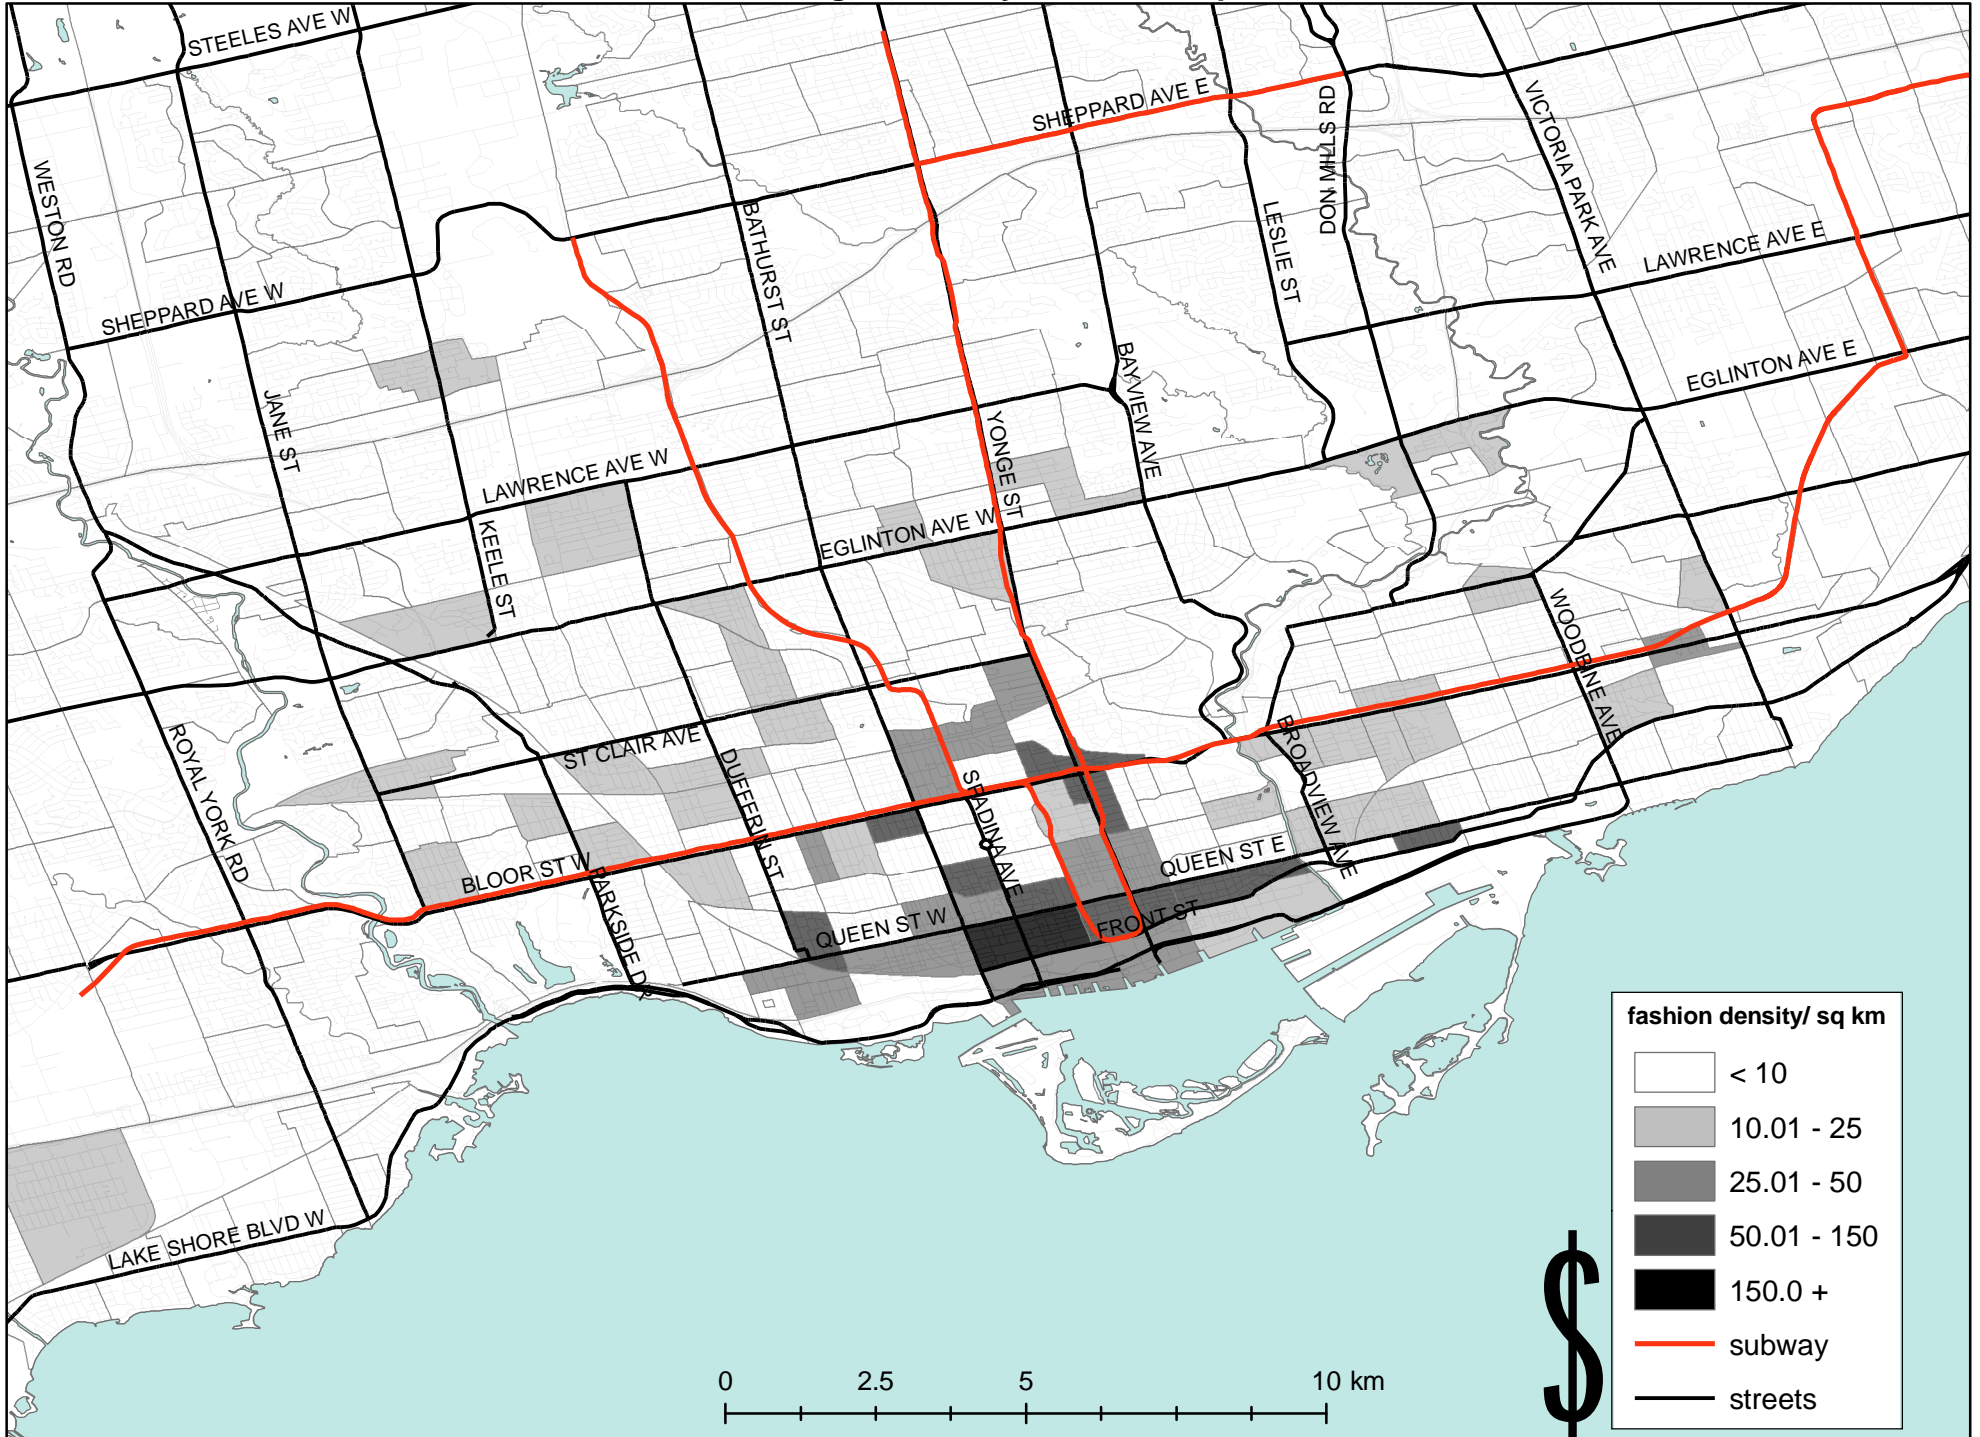 STEELES AVE W
SHEPPARD AVE E
DON MILLS RD
VICTORIA PARK AVE
WESTON RD
BATHURST ST
LESLIE ST
LAWRENCE AVE E
SHEPPARD AVE W
EGLINTON AVE E
JANE ST
BAYVIEW AVE
YONGE ST
LAWRENCE AVE W
KEELE ST
EGLINTON AVE W
WOODBINE AVE
ROYAL YORK RD
ST CLAIR AVE
DUFFERIN ST
SPADINA AVE
BROADVIEW AVE
BLOOR ST W
PARKSIDE DR
QUEEN ST E
QUEEN ST W
FRONT ST
LAKE SHORE BLVD W
fashion density/ sq km
< 10
10.01 - 25
25.01 - 50
50.01 - 150
150.0 +
subway
streets
$
0 2.5 5 10 km